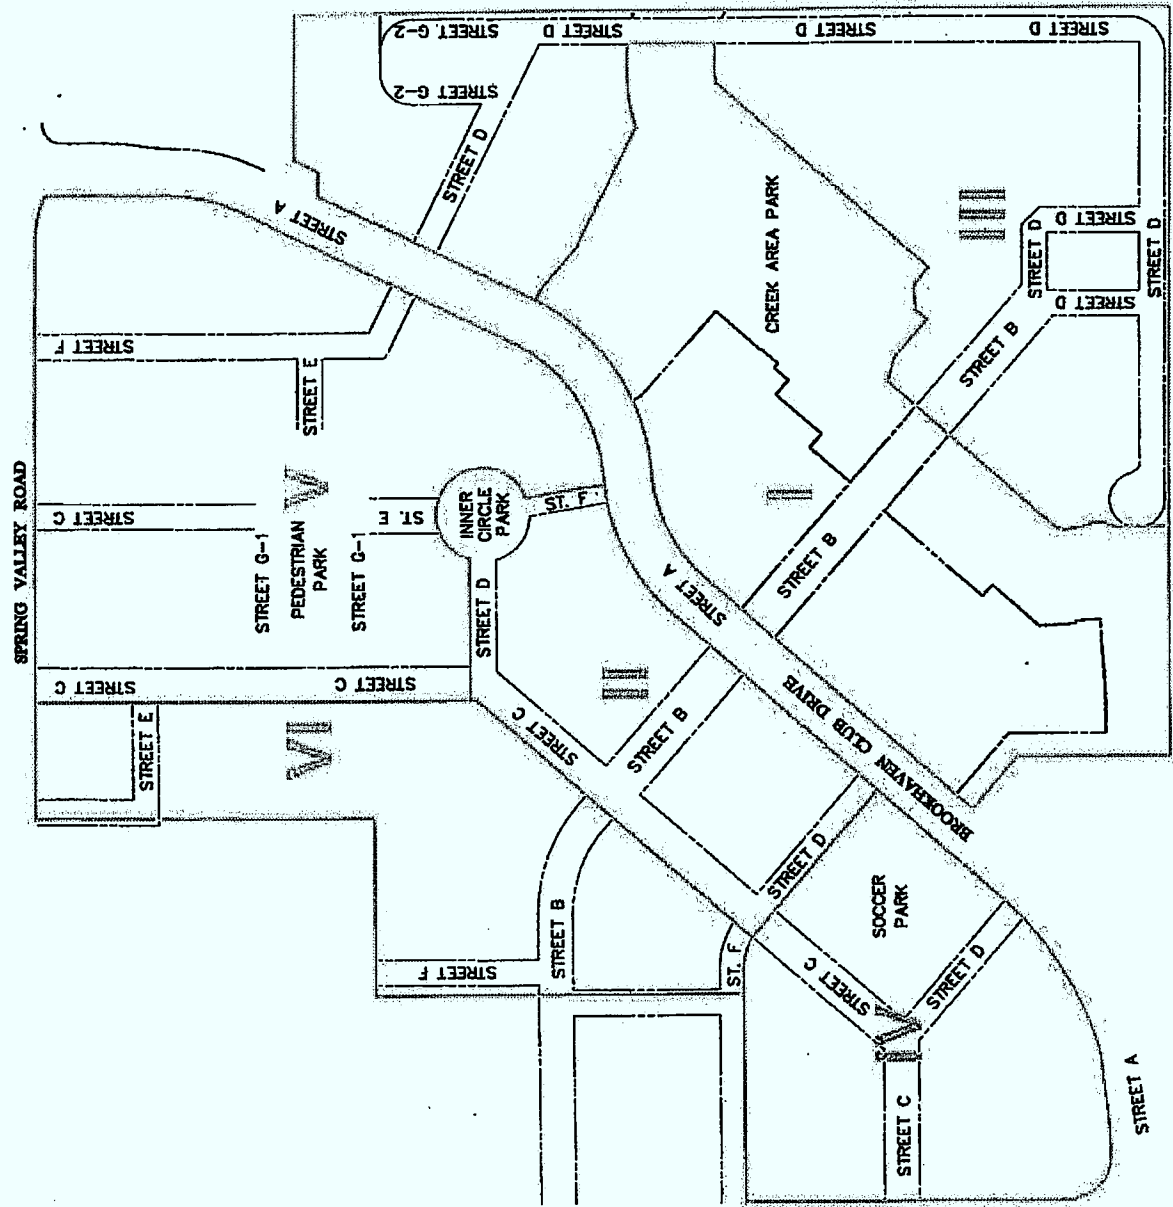 STREET G-2
STREET D
STREET D
STREET D
STREET G-2
STREET D
STREET A
CREEK AREA PARK
III
STREET D
STREET D
STREET D
STREET D
STREET F
STREET E
STREET B
SPRING VALLEY ROAD
STREET C
V
ST. E
INNER
CIRCLE
PARK
ST. F
I
STREET G-1
PEDESTRIAN
PARK
STREET G-1
STREET D
STREET A
STREET B
STREET C
STREET C
II
STREET E
VI
STREET C
STREET B
BROOKHAVEN CLUB DRIVE
STREET D
SOCCER
PARK
STREET B
STREET F
ST. F
STREET C
STREET D
IV
STREET C
STREET A